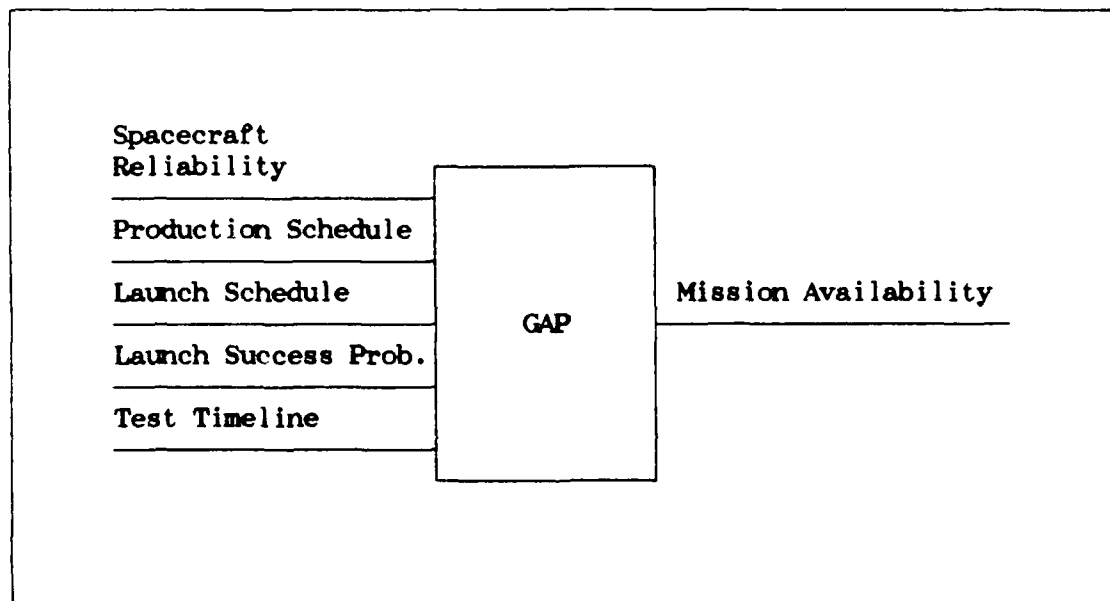 Spacecraft
Reliability
Production Schedule
Launch Schedule
Launch Success Prob.
Test Timeline
GAP
Mission Availability